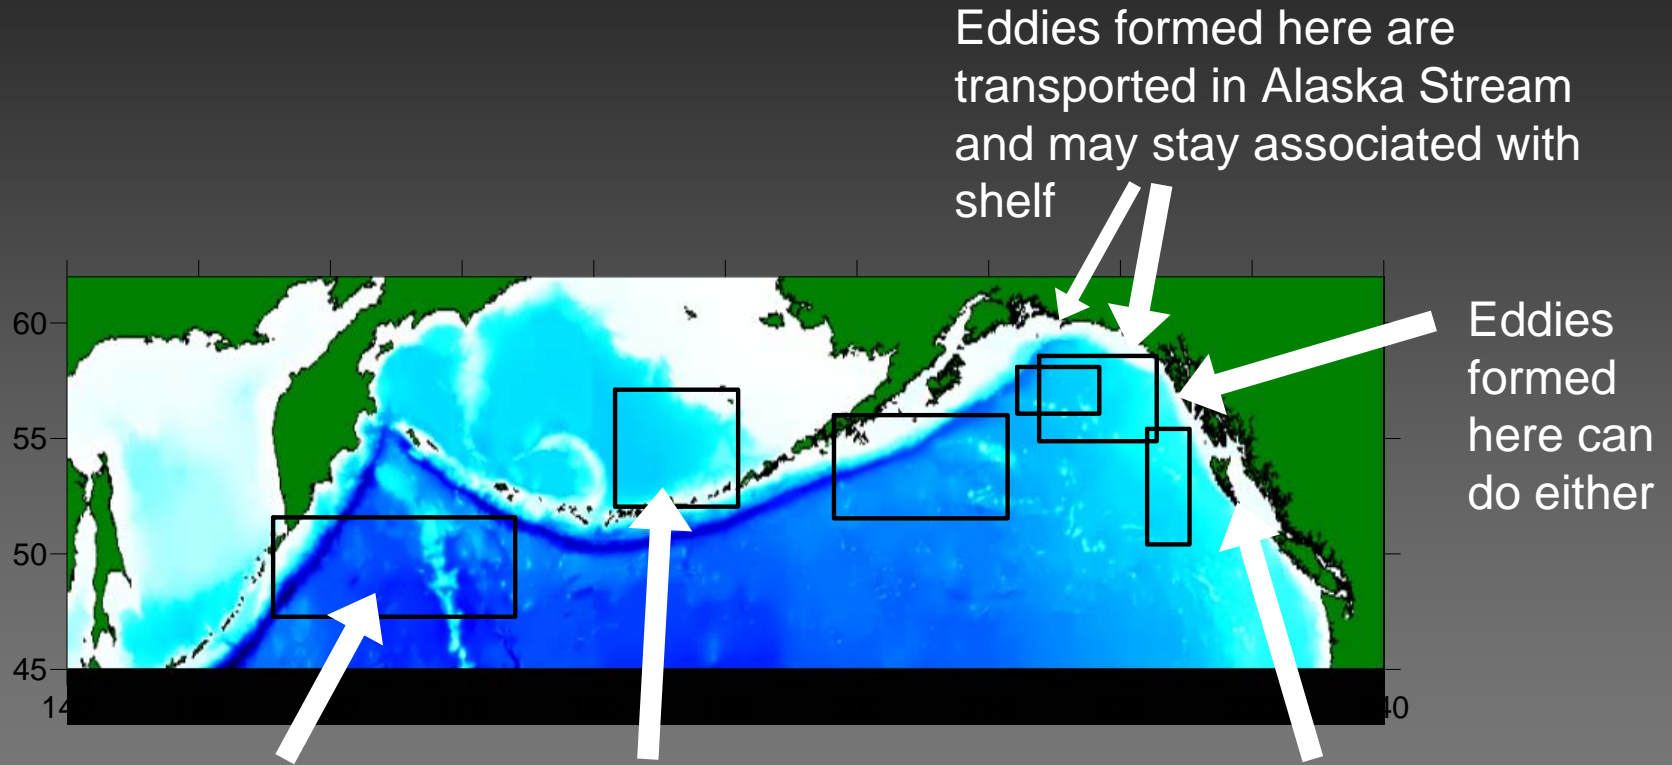 Eddies formed here are
transported in Alaska Stream
and may stay associated with
shelf
60
55
50
45
Eddies
formed
here can
do either